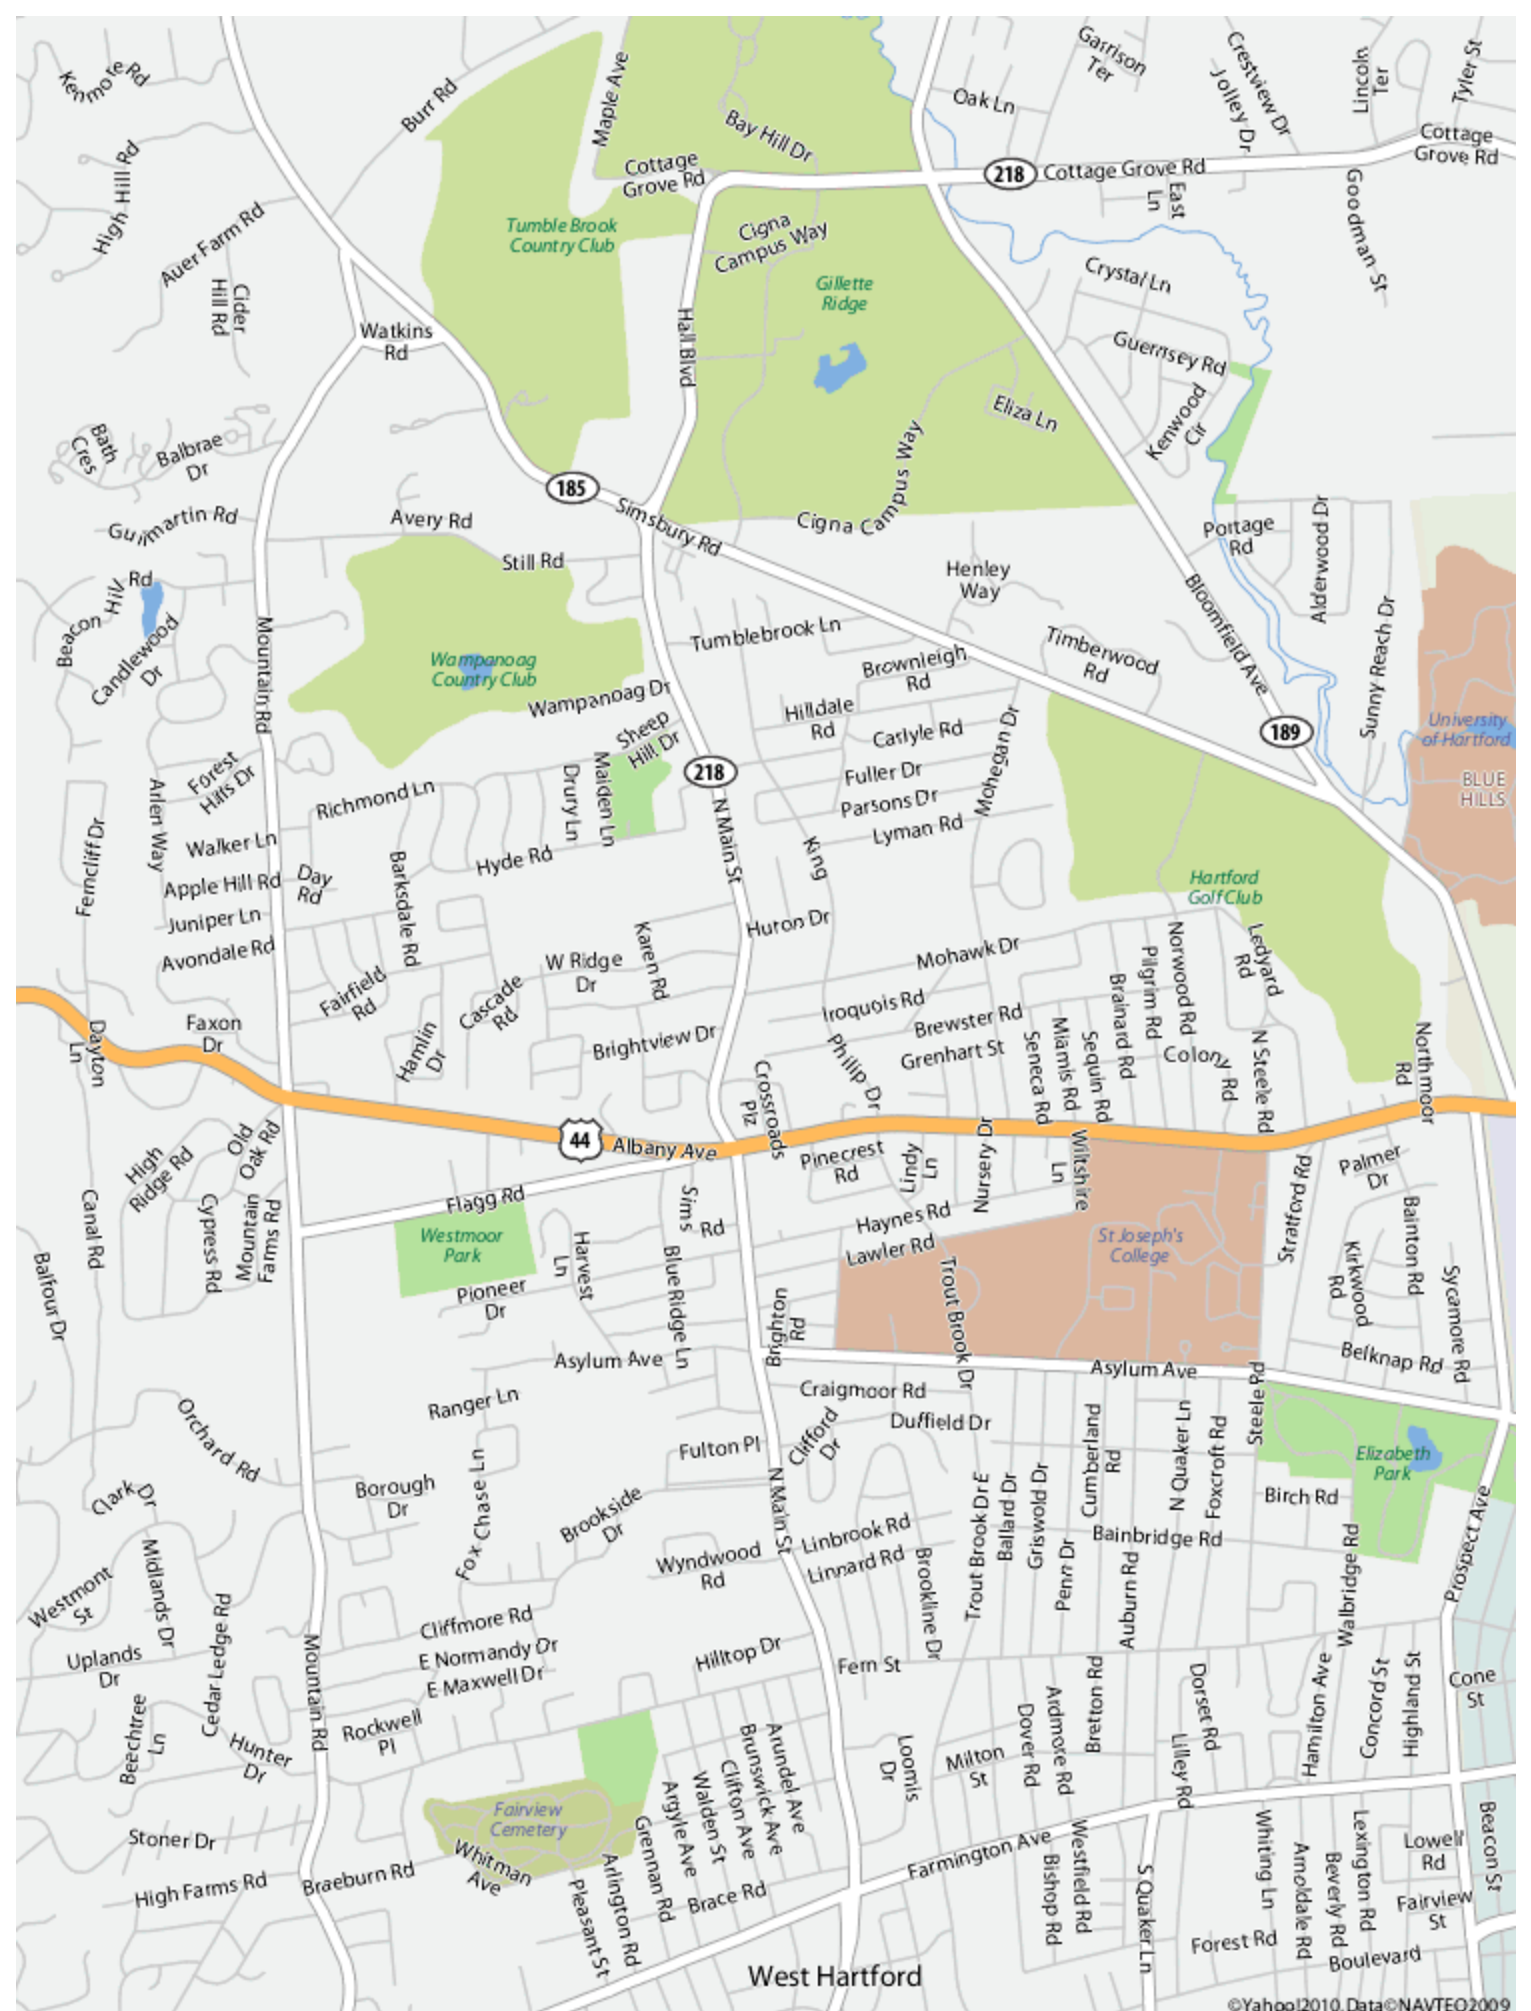 Kenmore Rd
Burr Rd
Maple Ave
Bay Hill Dr
Garrison
Ter
Crestview Dr
Jolley Dr
Lincoln
Ter
Tyler St
Oak Ln
Cottage
Grove Rd
High Hill Rd
Cottage
Grove Rd
218
Cottage Grove Rd
East
Ln
Goodman St
Auer Farm Rd
Tumble Brook
Country Club
Cigna
Campus Way
Cider
Hill Rd
Gillette
Ridge
Crystal Ln
Watkins
Rd
Hall Blvd
Guernsey Rd
Eliza Ln
Kenwood
Cir
Bath
Cres
Balbrae
Dr
185
Simsbury Rd
Cigna Campus Way
Guilmartin Rd
Avery Rd
Still Rd
Portage
Rd
Alderwood Dr
Henley
Way
Beacon Hill Rd
Candlewood
Dr
Mountain Rd
Tumblebrook Ln
Brownleigh
Rd
Timberwood
Rd
Bloomfield Ave
Sunny Reach Dr
Wampanoag
Country Club
Wampanoag Dr
Sheep
Hill Dr
Hilldale
Rd
Carlyle Rd
Mohegan Dr
189
University
of Hartford
BLUE
HILLS
Forest
Hills Dr
Arlen Way
Richmond Ln
Drury Ln
Maiden Ln
218
N Main St
Fuller Dr
Parsons Dr
Lyman Rd
King
Ferncliff Dr
Walker Ln
Apple Hill Rd
Day
Rd
Juniper Ln
Avondale Rd
Barksdale Rd
Hyde Rd
Hartford
Golf Club
Huron Dr
Karen Rd
W Ridge
Dr
Mohawk Dr
Norwood Rd
Pilgrim Rd
Ledyard
Rd
Fairfield
Rd
Cascade
Rd
Iroquois Rd
Brewster Rd
Grenhart St
Brainard Rd
Dayton
Ln
Faxon
Dr
Hamlin
Dr
Brightview Dr
Crossroads
Plz
Philip Dr
Seneca Rd
Miamis Rd
Sequin Rd
Colony Rd
N Steele Rd
Northmoor
Rd
44
Albany Ave
High
Ridge Rd
Old
Oak Rd
Pinecrest
Rd
Lindy
Ln
Nursery Dr
Wiltshire
Ln
Stratford Rd
Palmer
Dr
Canal Rd
Cypress Rd
Mountain
Farms Rd
Flagg Rd
Sims
Rd
Haynes Rd
Lawler Rd
St Joseph's
College
Bainton Rd
Kirkwood
Rd
Sycamore Rd
Balfour Dr
Westmoor
Park
Pioneer
Dr
Harvest
Ln
Blue Ridge Ln
Brighton
Rd
Trout Brook Dr
Asylum Ave
Asylum Ave
Belknap Rd
Steele Rd
Ranger Ln
Craigmoor Rd
Duffield Dr
Orchard Rd
Fulton Pl
Clifford
Dr
Cumberland
Rd
N Quaker Ln
Foxcroft Rd
Elizabeth
Park
Clark Dr
Borough
Dr
Fox Chase Ln
Brookside
Dr
N Main St
Trout Brook Dr E
Ballard Dr
Griswold Dr
Birch Rd
Prospect Ave
Linbrook Rd
Linnard Rd
Bainbridge Rd
Wyndwood
Rd
Penn Dr
Auburn Rd
Walbridge Rd
Westmont
St
Midlands Dr
Cedar Ledge Rd
Brookline Dr
Cliffmore Rd
E Normandy Dr
E Maxwell Dr
Uplands
Dr
Mountain Rd
Hilltop Dr
Fern St
Cone
St
Beechtree
Ln
Hunter
Dr
Rockwell
Pl
Arundel Ave
Brunswick Ave
Clifton Ave
Walden St
Argyle Ave
Loomis
Dr
Milton
St
Dover Rd
Ardmore Rd
Bretton Rd
Dorset Rd
Lilley Rd
Hamilton Ave
Concord St
Highland St
Stoner Dr
Fairview
Cemetery
Whitman
Ave
Grennan Rd
Arlington Rd
Pleasant St
Brace Rd
Farmington Ave
Bishop Rd
Westfield Rd
S Quaker Ln
Whiting Ln
Arnoldale Rd
Beverly Rd
Lexington Rd
Lowell
Rd
Beacon St
High Farms Rd
Braeburn Rd
Fairview
St
Forest Rd
Boulevard
West Hartford
©Yahoo!2010, Data©NAVTEQ2009